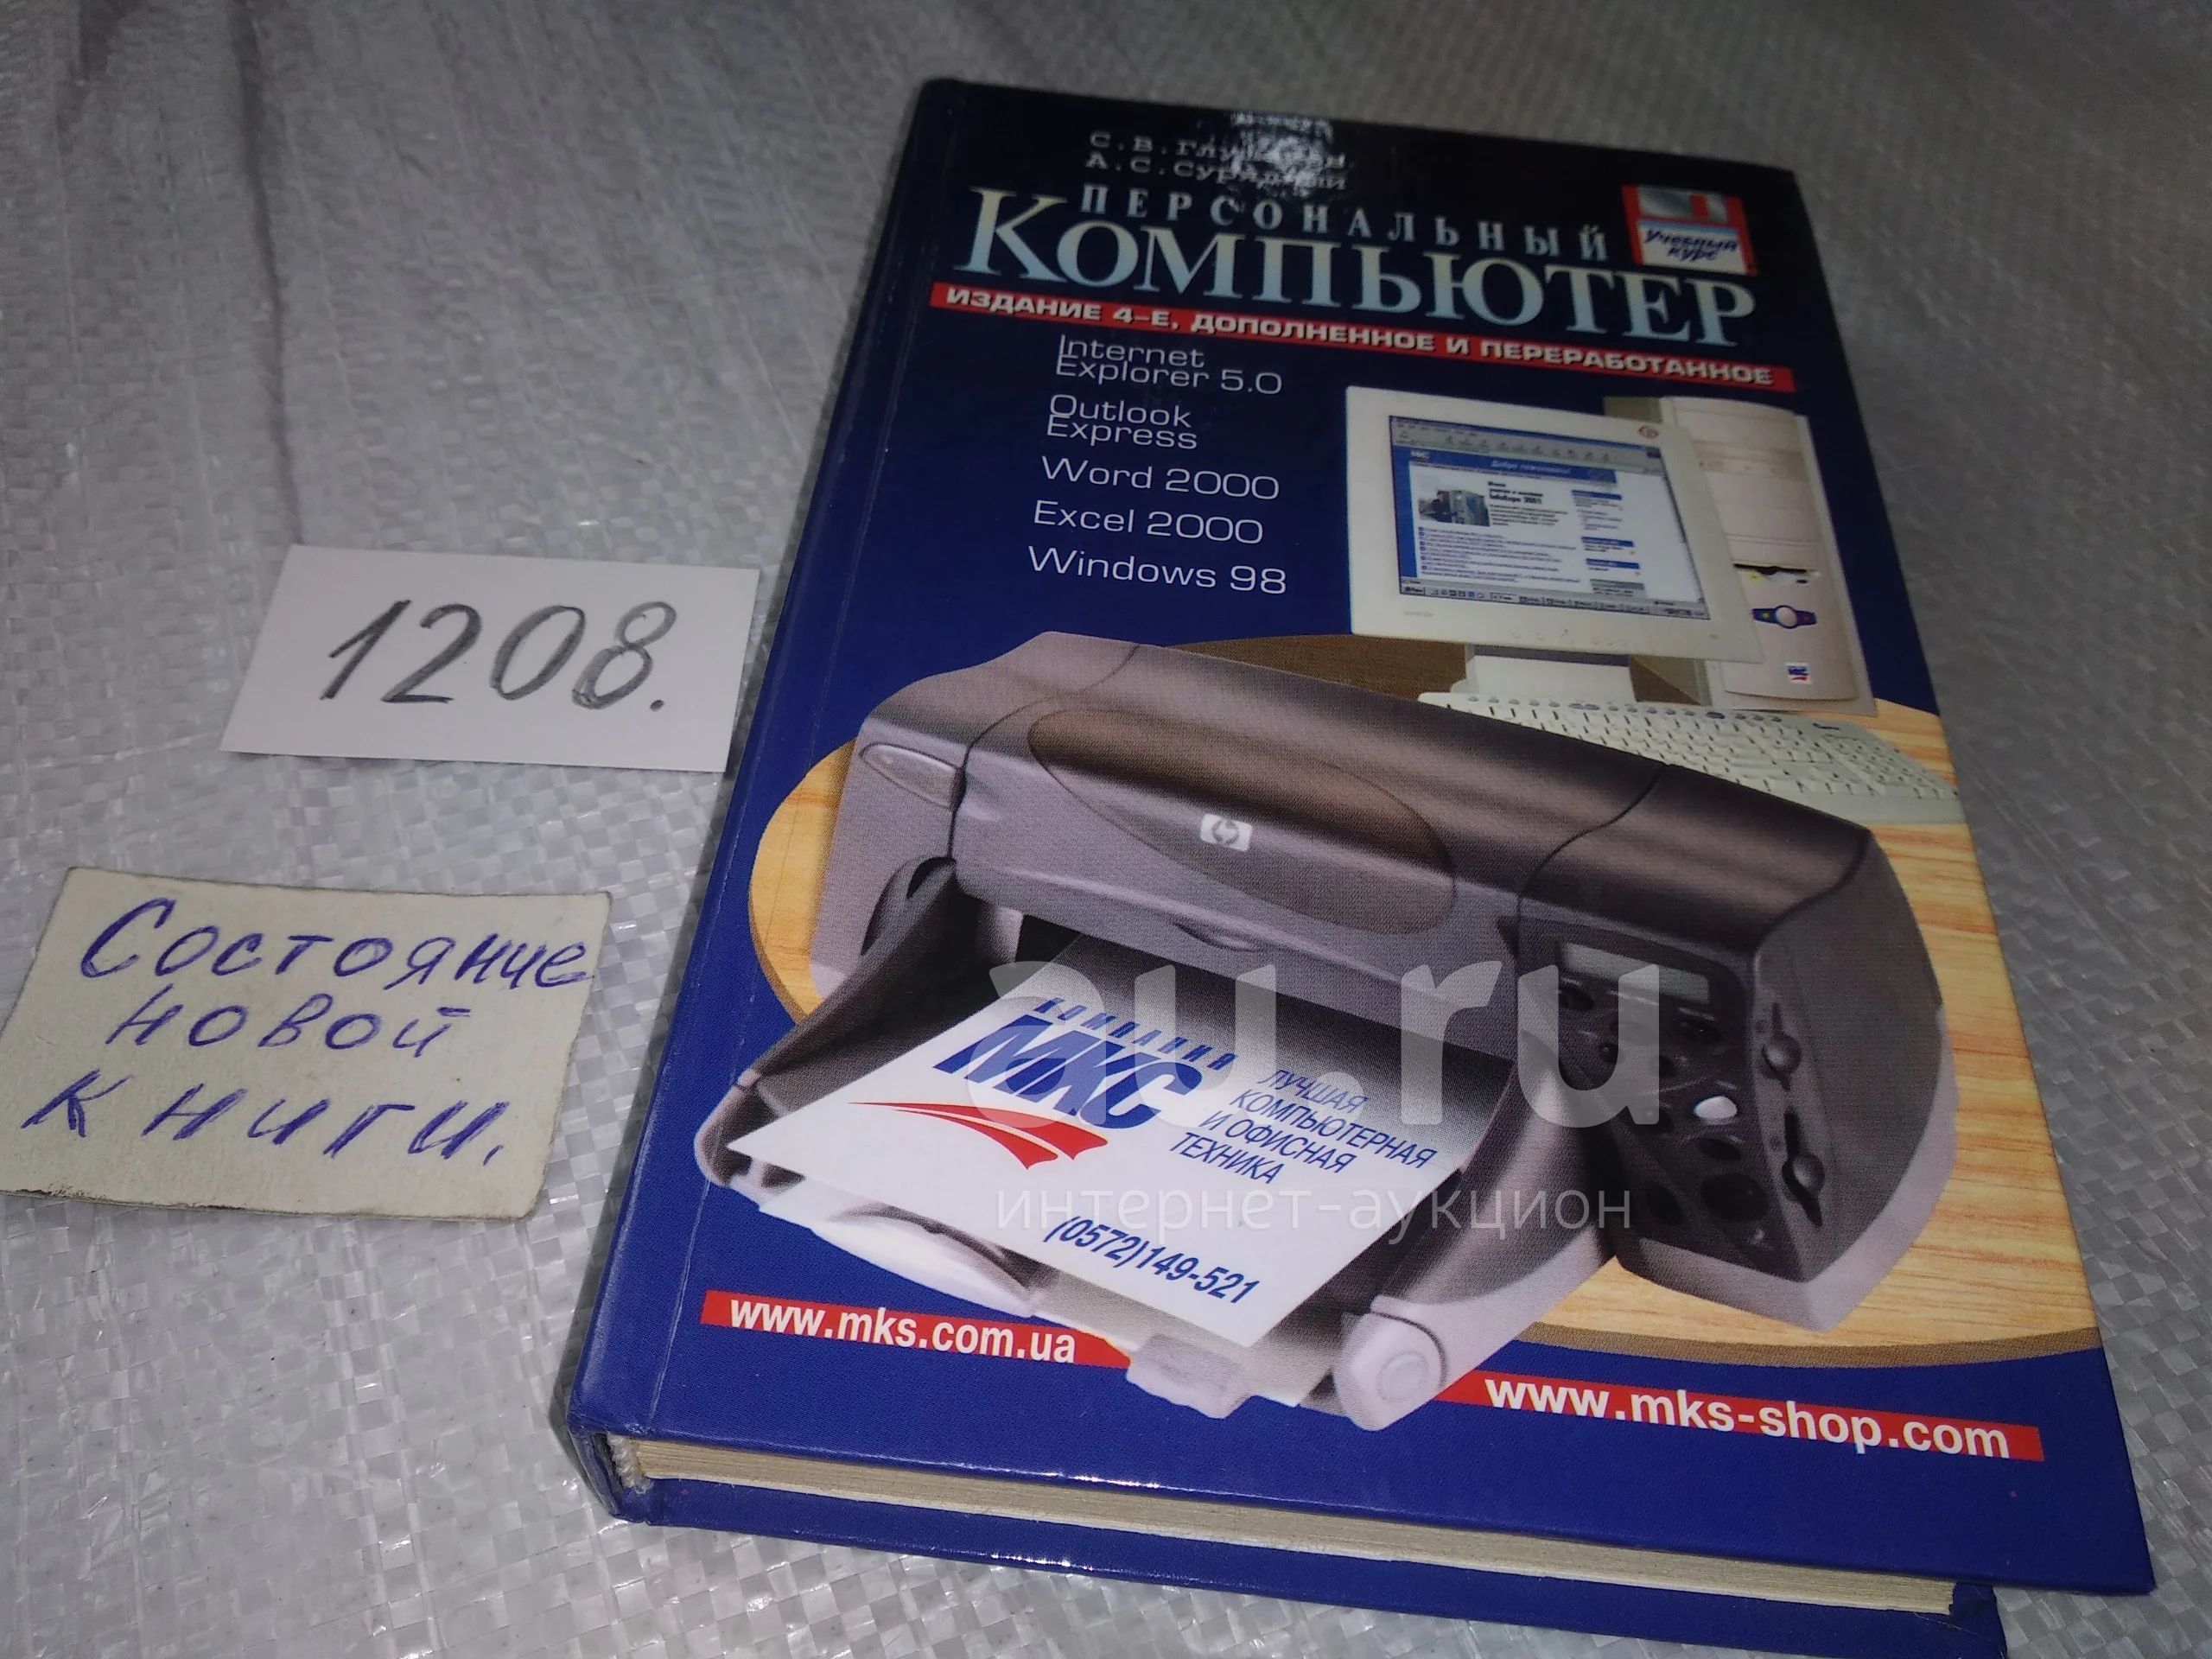 С.В.
А.С.
ПЕРСОНАЛЬНЫЙ
КОМПЬЮТЕР
Учебный
курс
ИЗДАНИЕ 4-Е, ДОПОЛНЕННОЕ И ПЕРЕРАБОТАННОЕ
Internet
Explorer 5.0
Outlook
Express
Word 2000
Excel 2000
Windows 98
1208.
Состояние
новой
книги.
hp
КОМПАНИЯ
МКС
ЛУЧШАЯ
КОМПЬЮТЕРНАЯ
И ОФИСНАЯ
ТЕХНИКА
(0572)149-521
au.ru
интернет-аукцион
www.mks.com.ua
www.mks-shop.com